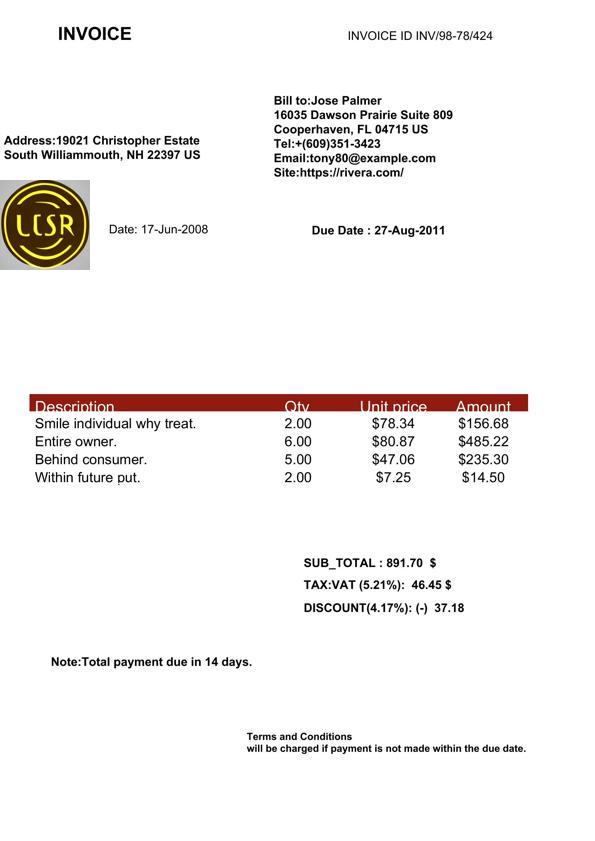 INVOICE
INVOICE ID INV/98-78/424
Bill to:Jose Palmer
16035 Dawson Prairie Suite 809
Cooperhaven, FL 04715 US
Tel:+(609)351-3423
Email:tony80@example.com
Site:https://rivera.com/
Address:19021 Christopher Estate
South Williammouth, NH 22397 US
Date: 17-Jun-2008
Due Date : 27-Aug-2011
Description Qty Unit price Amount
Smile individual why treat. 2.00 $78.34 $156.68
Entire owner. 6.00 $80.87 $485.22
Behind consumer. 5.00 $47.06 $235.30
Within future put. 2.00 $7.25 $14.50
SUB_TOTAL : 891.70 $
TAX:VAT (5.21%): 46.45 $
DISCOUNT(4.17%): (-) 37.18
Note:Total payment due in 14 days.
Terms and Conditions
will be charged if payment is not made within the due date.